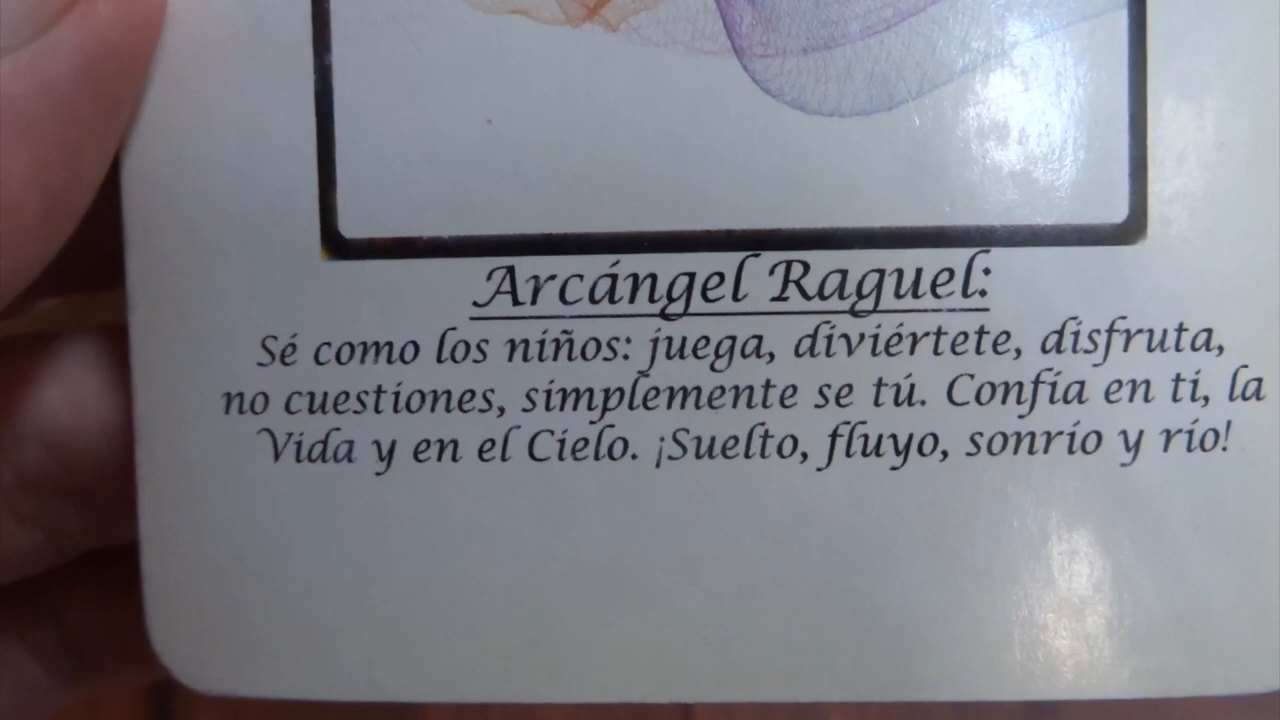 Arcángel Raguel:
Sé como los niños: juega, diviértete, disfruta,
no cuestiones, simplemente se tú. Confía en ti, la
Vida y en el Cielo. ¡Suelto, fluyo, sonrío y río!